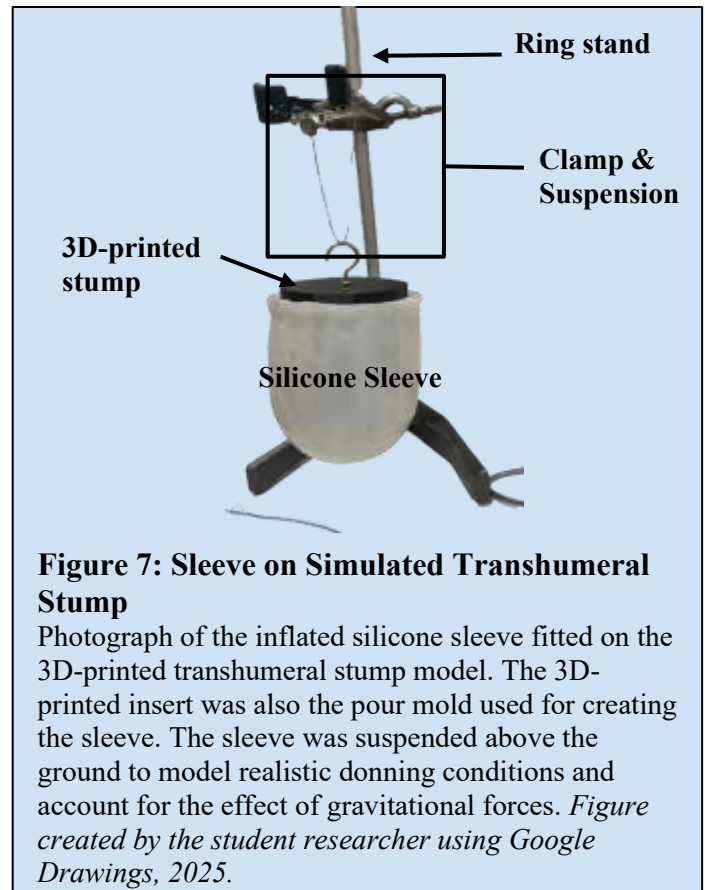 Ring stand
Clamp &
Suspension
3D-printed
stump
Silicone Sleeve
Figure 7: Sleeve on Simulated Transhumeral
Stump
Photograph of the inflated silicone sleeve fitted on the
3D-printed transhumeral stump model. The 3D-
printed insert was also the pour mold used for creating
the sleeve. The sleeve was suspended above the
ground to model realistic donning conditions and
account for the effect of gravitational forces. Figure
created by the student researcher using Google
Drawings, 2025.